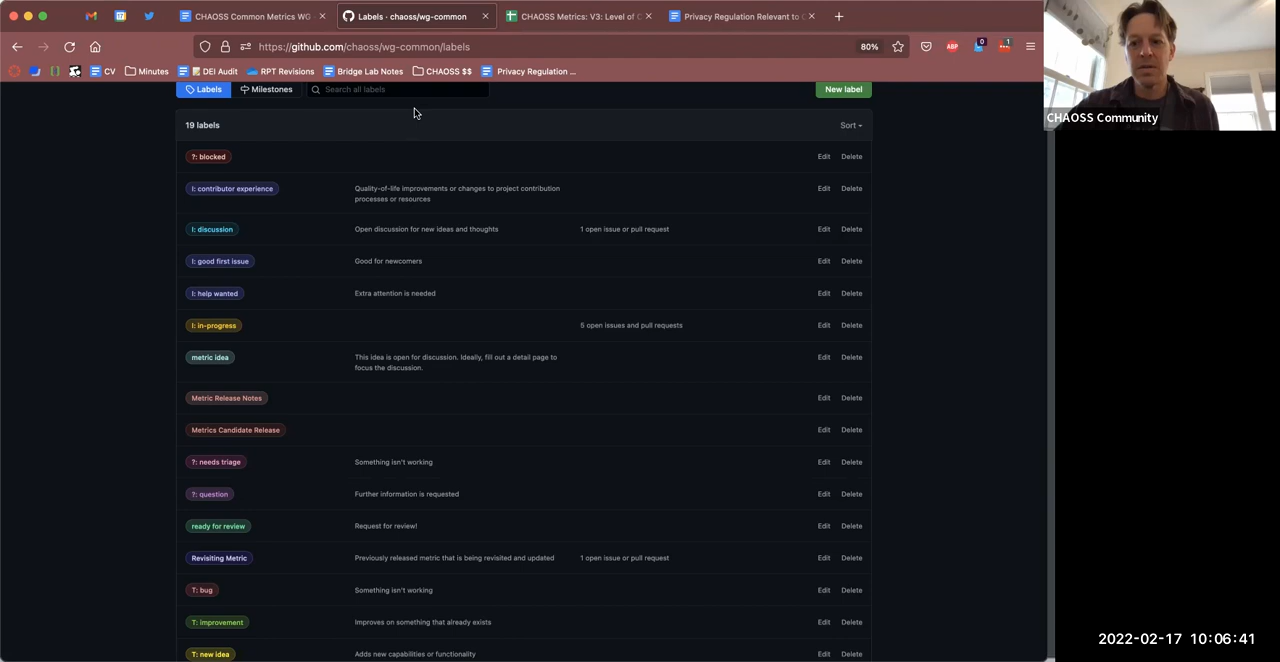 CHAOSS Common Metrics WG
Labels · chaoss/wg-common
CHAOSS Metrics: V3: Level of C
Privacy Regulation Relevant to C
https://github.com/chaoss/wg-common/labels
80%
ABP
0
1
CV
Minutes
DEI Audit
RPT Revisions
Bridge Lab Notes
CHAOSS $$
Privacy Regulation ...
Labels
Milestones
Search all labels
New label
19 labels
Sort
?: blocked
Edit Delete
I: contributor experience
Quality-of-life improvements or changes to project contribution
processes or resources
Edit Delete
I: discussion
Open discussion for new ideas and thoughts
1 open issue or pull request
Edit Delete
I: good first issue
Good for newcomers
Edit Delete
I: help wanted
Extra attention is needed
Edit Delete
I: in-progress
5 open issues and pull requests
Edit Delete
metric idea
This idea is open for discussion. Ideally, fill out a detail page to
focus the discussion.
Edit Delete
Metric Release Notes
Edit Delete
Metrics Candidate Release
Edit Delete
?: needs triage
Something isn't working
Edit Delete
?: question
Further information is requested
Edit Delete
ready for review
Request for review!
Edit Delete
Revisiting Metric
Previously released metric that is being revisited and updated
1 open issue or pull request
Edit Delete
T: bug
Something isn't working
Edit Delete
T: improvement
Improves on something that already exists
Edit Delete
T: new idea
Adds new capabilities or functionality
Edit Delete
CHAOSS Community
2022-02-17 10:06:41